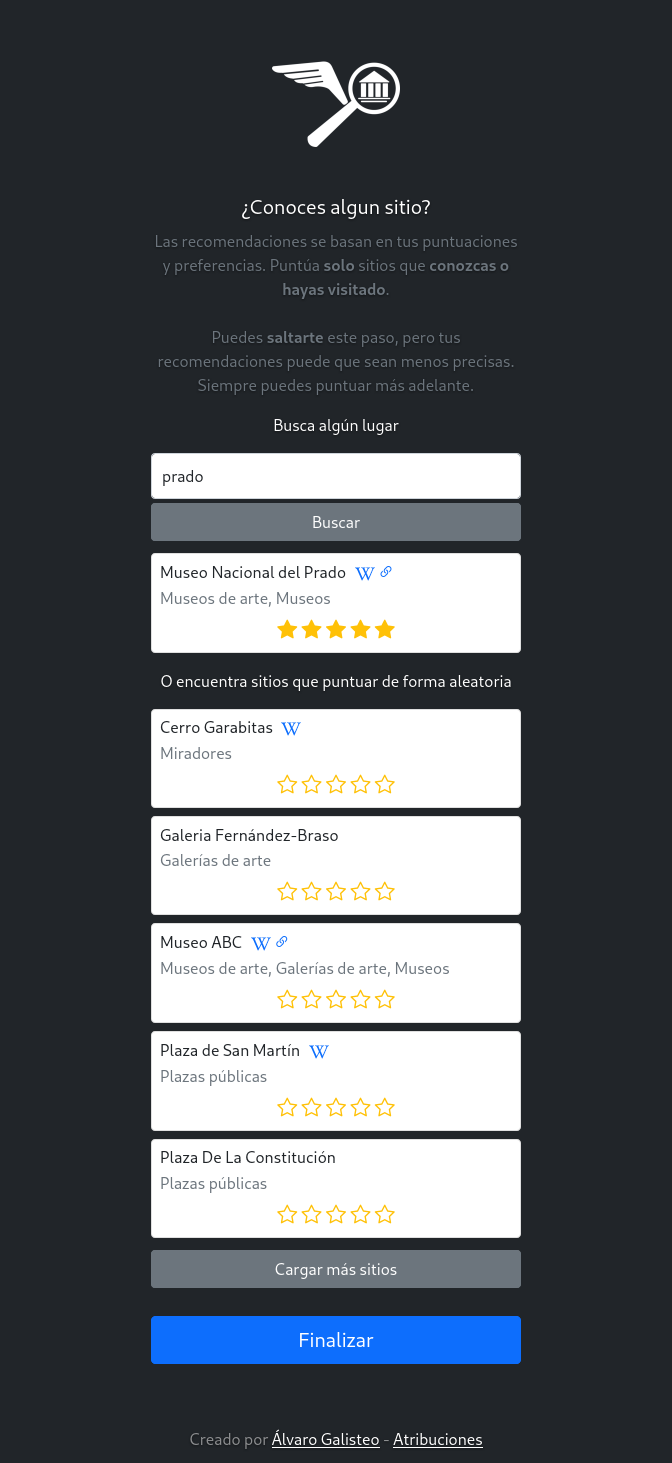 ¿Conoces algun sitio?
Las recomendaciones se basan en tus puntuaciones
y preferencias. Puntúa solo sitios que conozcas o
hayas visitado.
Puedes saltarte este paso, pero tus
recomendaciones puede que sean menos precisas.
Siempre puedes puntuar más adelante.
Busca algún lugar
prado
Buscar
Museo Nacional del Prado W
Museos de arte, Museos
O encuentra sitios que puntuar de forma aleatoria
Cerro Garabitas W
Miradores
Galeria Fernández-Braso
Galerías de arte
Museo ABC W
Museos de arte, Galerías de arte, Museos
Plaza de San Martín W
Plazas públicas
Plaza De La Constitución
Plazas públicas
Cargar más sitios
Finalizar
Creado por Álvaro Galisteo - Atribuciones